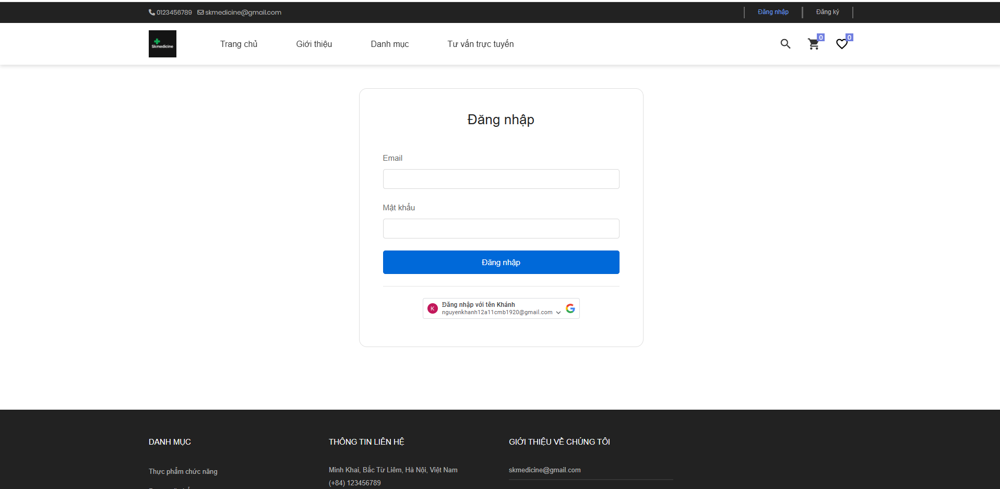 0123456789 skmedicine@gmail.com Đăng nhập Đăng ký
Skmedicine Trang chủ Giới thiệu Danh mục Tư vấn trực tuyến 0 0
Đăng nhập
Email
Mật khẩu
Đăng nhập
K Đăng nhập với tên Khánh
nguyenkhanh12a11cmb1920@gmail.com
DANH MỤC
Thực phẩm chức năng
THÔNG TIN LIÊN HỆ
Minh Khai, Bắc Từ Liêm, Hà Nội, Việt Nam
(+84) 123456789
GIỚI THIỆU VỀ CHÚNG TÔI
skmedicine@gmail.com